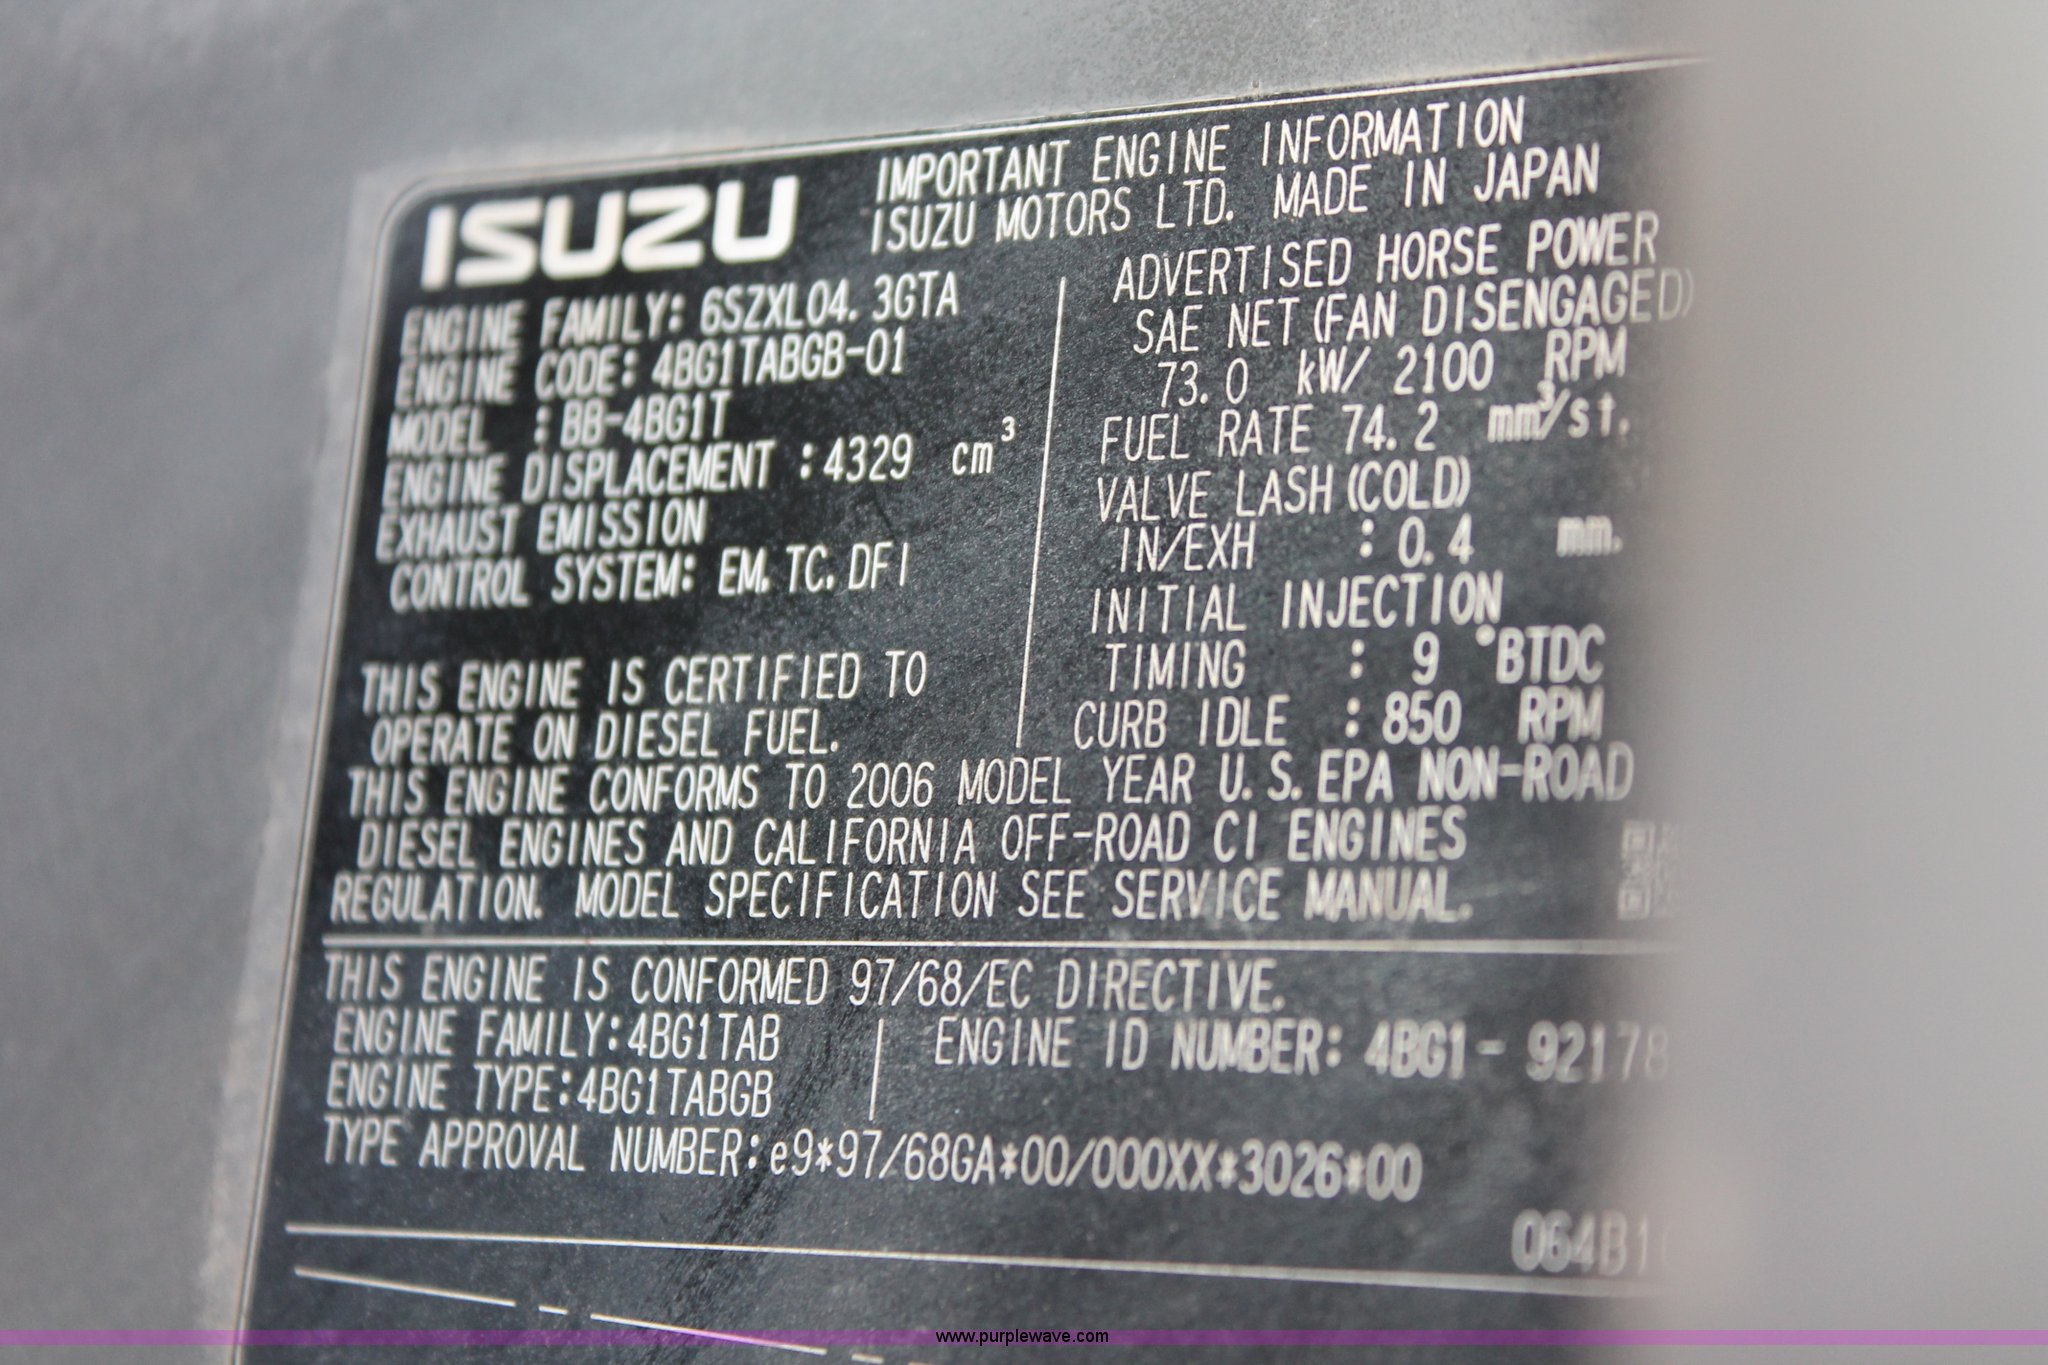 ISUZU
IMPORTANT ENGINE INFORMATION
ISUZU MOTORS LTD. MADE IN JAPAN
ENGINE FAMILY: 6SZXL04.3GTA
ENGINE CODE: 4BG1TABGB-01
MODEL : BB-4BG1T
ENGINE DISPLACEMENT :4329 cm³
EXHAUST EMISSION
CONTROL SYSTEM: EM.TC.DFI
THIS ENGINE IS CERTIFIED TO
OPERATE ON DIESEL FUEL.
ADVERTISED HORSE POWER
SAE NET(FAN DISENGAGED)
73.0 kW/ 2100 RPM
FUEL RATE 74.2 mm³/st.
VALVE LASH(COLD)
IN/EXH : 0.4 mm.
INITIAL INJECTION
TIMING : 9 °BTDC
CURB IDLE : 850 RPM
THIS ENGINE CONFORMS TO 2006 MODEL YEAR U.S.EPA NON-ROAD
DIESEL ENGINES AND CALIFORNIA OFF-ROAD CI ENGINES
REGULATION. MODEL SPECIFICATION SEE SERVICE MANUAL.
THIS ENGINE IS CONFORMED 97/68/EC DIRECTIVE.
ENGINE FAMILY:4BG1TAB
ENGINE TYPE:4BG1TABGB
ENGINE ID NUMBER: 4BG1- 92178
TYPE APPROVAL NUMBER:e9*97/68GA*00/000XX*3026*00
064B1
www.purplewave.com